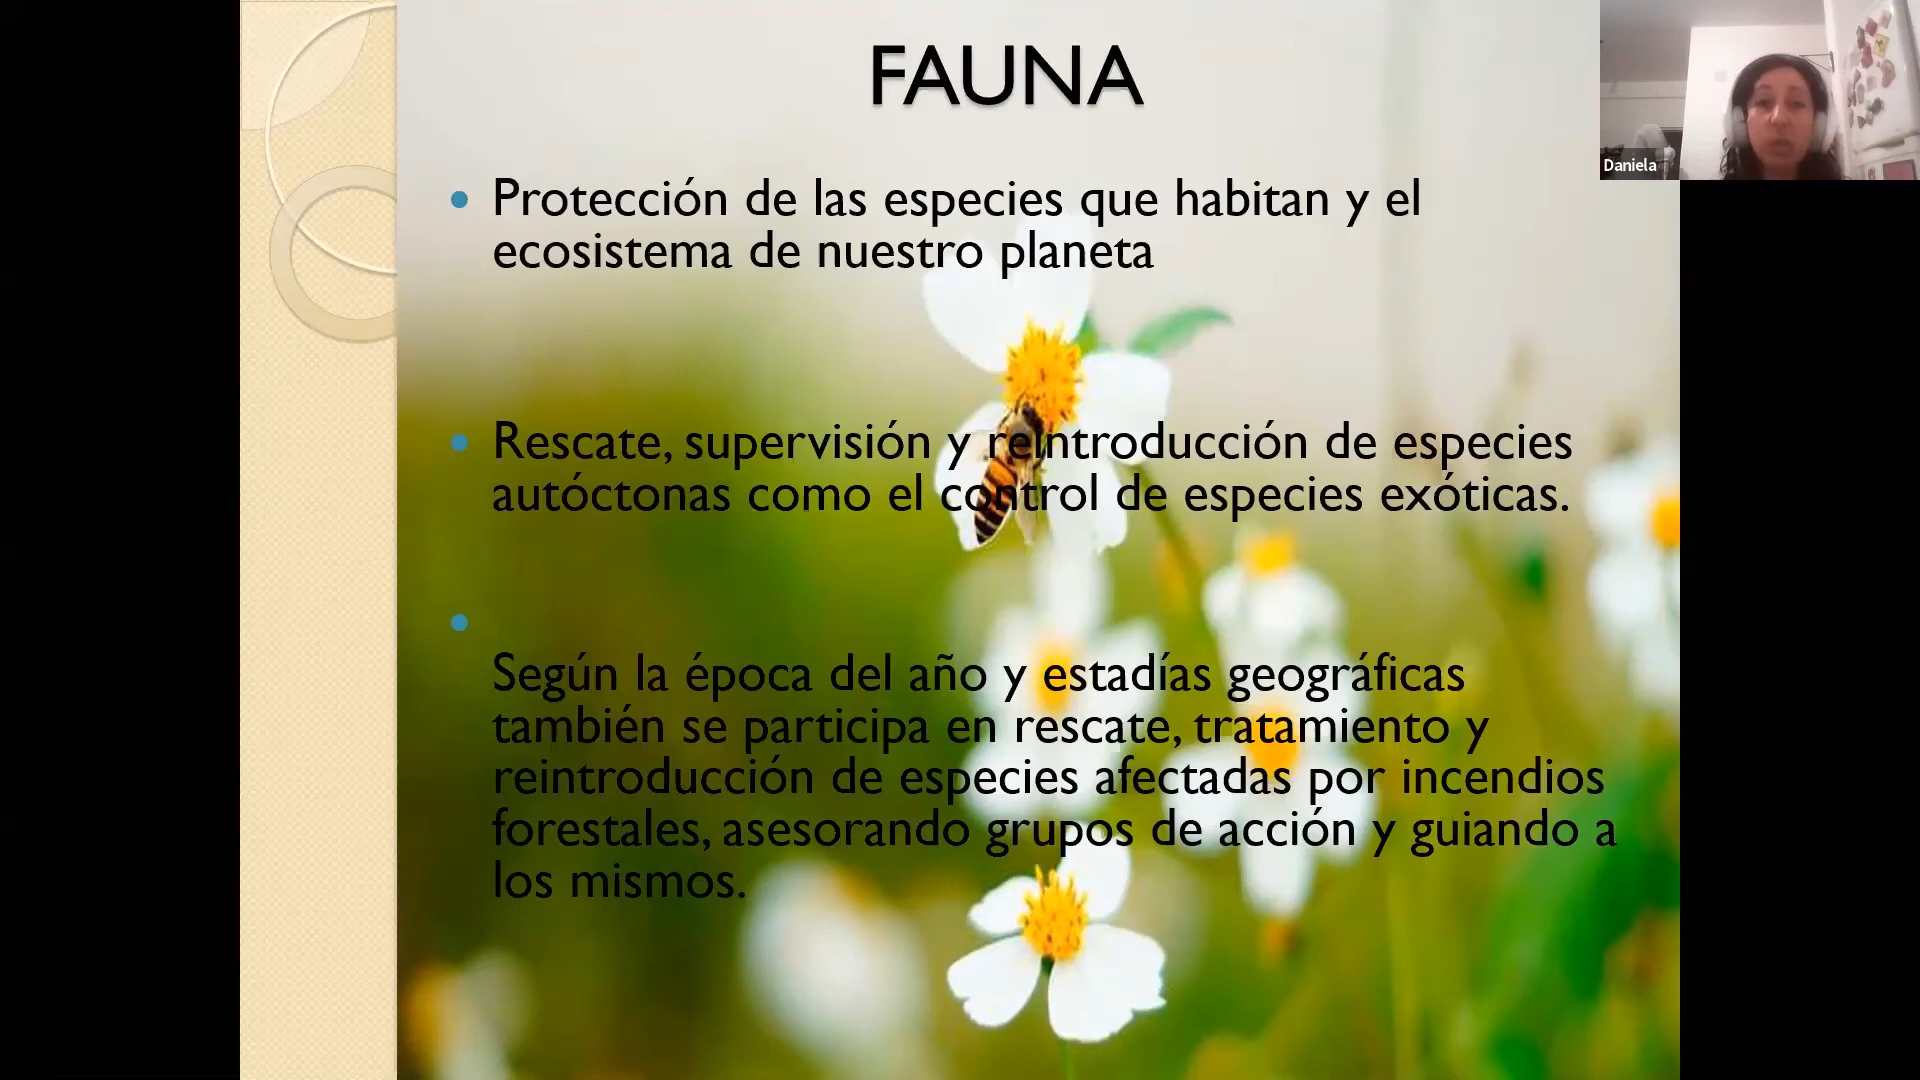 FAUNA
Daniela
• Protección de las especies que habitan y el
ecosistema de nuestro planeta
• Rescate, supervisión y reintroducción de especies
autóctonas como el control de especies exóticas.
•
Según la época del año y estadías geográficas
también se participa en rescate, tratamiento y
reintroducción de especies afectadas por incendios
forestales, asesorando grupos de acción y guiando a
los mismos.